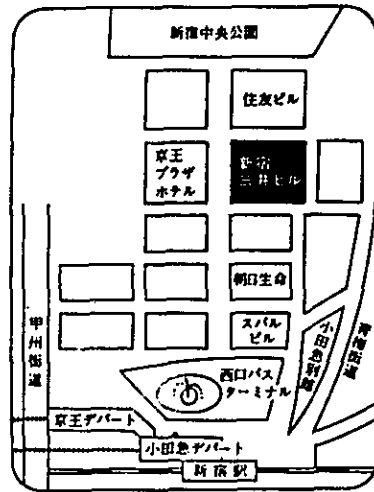 新宿中央公園
住友ビル
京王
プラザ
ホテル
新宿
三井ビル
朝日生命
スバル
ビル
小田急別館
青梅街道
甲州街道
西口バス
ターミナル
京王デパート
小田急デパート
新宿駅